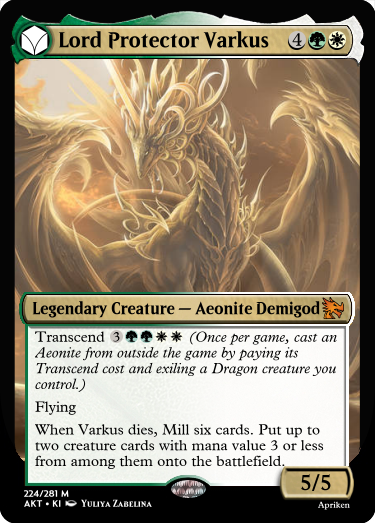 Lord Protector Varkus 4
Legendary Creature — Aeonite Demigod
Transcend 3 (Once per game, cast an
Aeonite from outside the game by paying its
Transcend cost and exiling a Dragon creature you
control.)
Flying
When Varkus dies, Mill six cards. Put up to
two creature cards with mana value 3 or less
from among them onto the battlefield.
5/5
224/281 M
AKT • KI YULIYA ZABELINA
Apriken